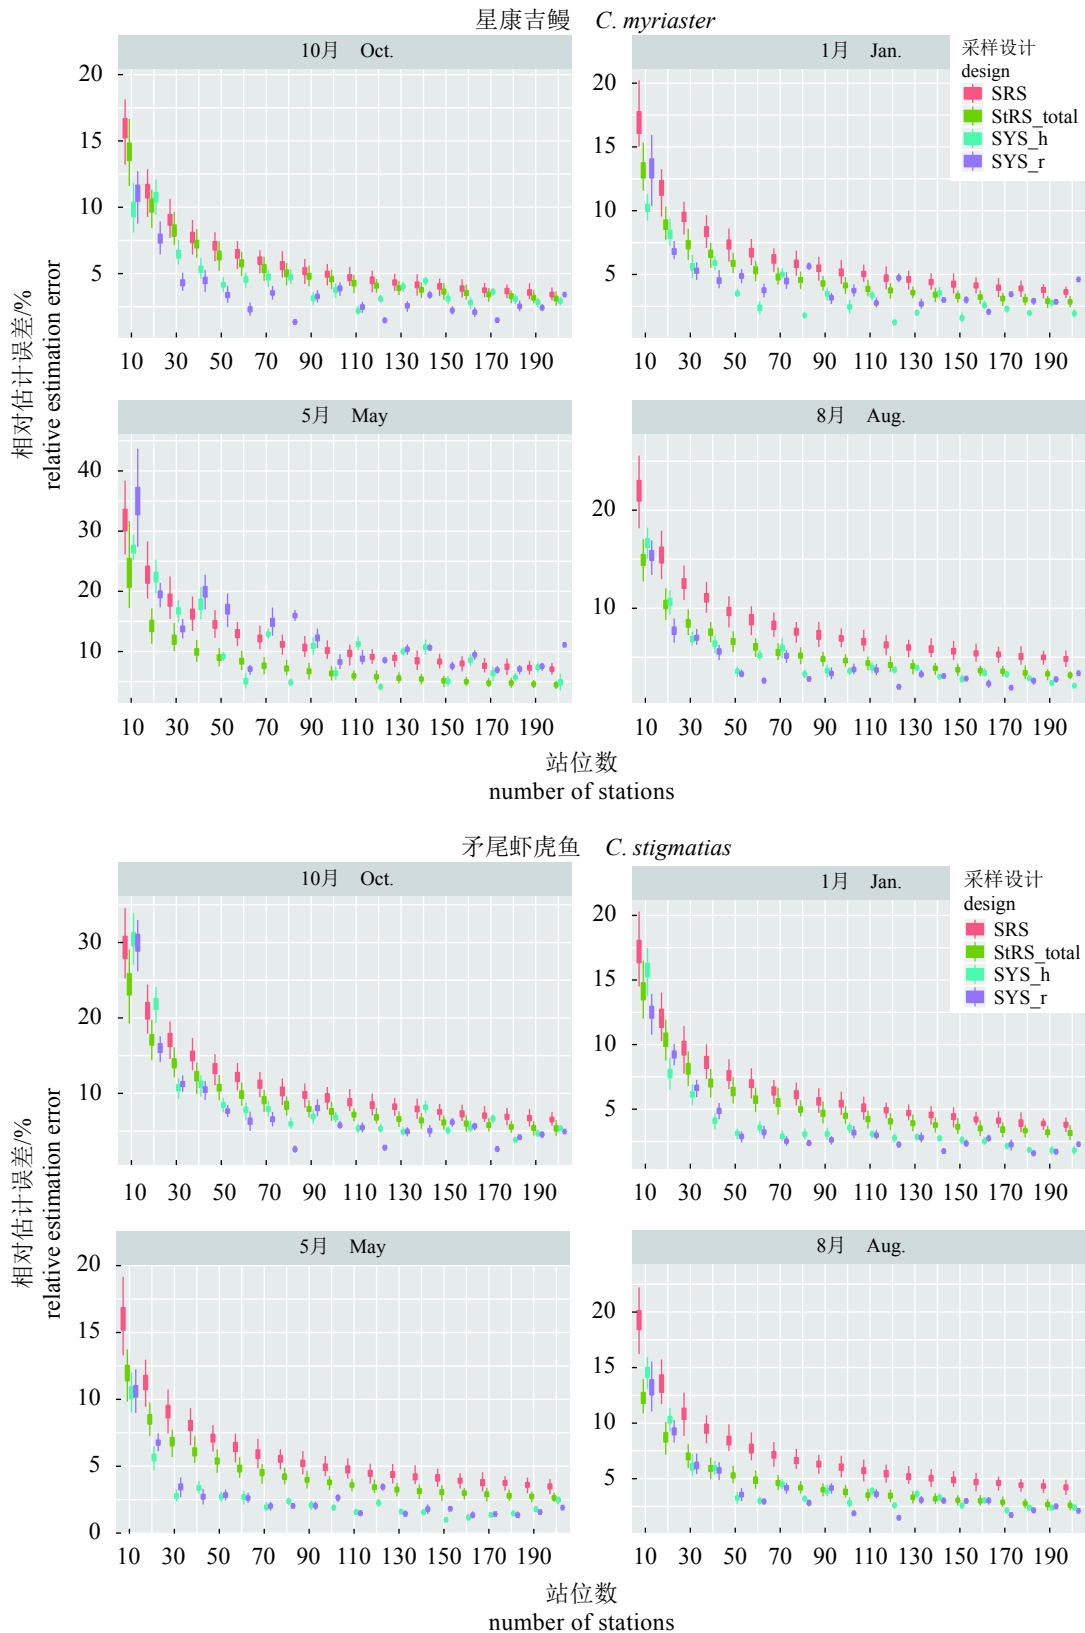 星康吉鳗 C. myriaster
10月 Oct.
1月 Jan.
采样设计
design
SRS
StRS_total
SYS_h
SYS_r
20
15
10
5
10 30 50 70 90 110 130 150 170 190
20
15
10
5
10 30 50 70 90 110 130 150 170 190
相对估计误差/%
relative estimation error
5月 May
8月 Aug.
40
30
20
10
10 30 50 70 90 110 130 150 170 190
20
10
10 30 50 70 90 110 130 150 170 190
站位数
number of stations
矛尾虾虎鱼 C. stigmatias
10月 Oct.
1月 Jan.
采样设计
design
SRS
StRS_total
SYS_h
SYS_r
30
20
10
10 30 50 70 90 110 130 150 170 190
20
15
10
5
10 30 50 70 90 110 130 150 170 190
相对估计误差/%
relative estimation error
5月 May
8月 Aug.
20
15
10
5
0
10 30 50 70 90 110 130 150 170 190
20
15
10
5
10 30 50 70 90 110 130 150 170 190
站位数
number of stations